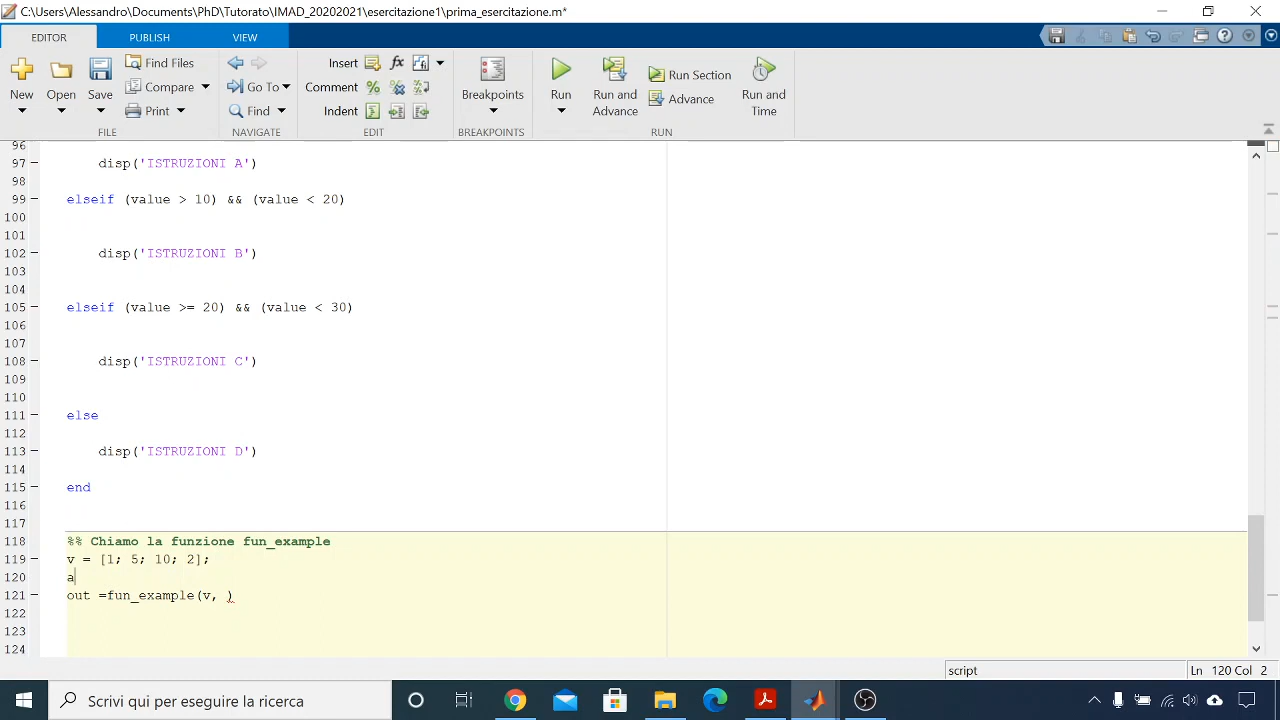 C:\Users\Alessandro\Documents\PhD\Tutorato\IMAD_20202021\esercitazione1\prima_esercitazione.m*
EDITOR PUBLISH VIEW
New Open Save Find Files Compare Print
Go To Find
Insert fx
Comment
Indent
Breakpoints
Run Run and Advance Run Section Advance Run and Time
FILE NAVIGATE EDIT BREAKPOINTS RUN
96
97 disp('ISTRUZIONI A')
98
99 elseif (value > 10) && (value < 20)
100
101
102 disp('ISTRUZIONI B')
103
104
105 elseif (value >= 20) && (value < 30)
106
107
108 disp('ISTRUZIONI C')
109
110
111 else
112
113 disp('ISTRUZIONI D')
114
115 end
116
117
118 %% Chiamo la funzione fun_example
119 v = [1; 5; 10; 2];
120 a
121 out =fun_example(v, )
122
123
124
script Ln 120 Col 2
Scrivi qui per eseguire la ricerca